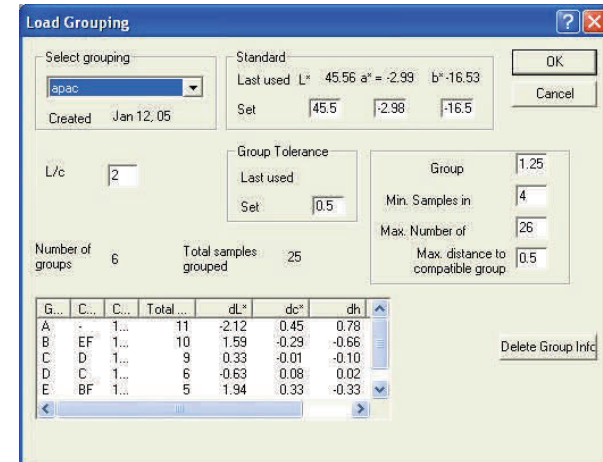 Load Grouping
Select grouping
apac
Created Jan 12, 05
Standard
Last used L* 45.56 a* = -2.99 b*-16.53
Set 45.5 -2.98 -16.5
OK
Cancel
L/c 2
Group Tolerance
Last used
Set 0.5
Group 1.25
Min. Samples in 4
Max. Number of 26
Max. distance to
compatible group 0.5
Number of
groups 6
Total samples
grouped 25
G... C... C... Total ... dL* dc* dh
A - 1... 11 -2.12 0.45 0.78
B EF 1... 10 1.59 -0.29 -0.66
C D 1... 9 0.33 -0.01 -0.10
D C 1... 6 -0.63 0.08 0.02
E BF 1... 5 1.94 0.33 -0.33
Delete Group Info